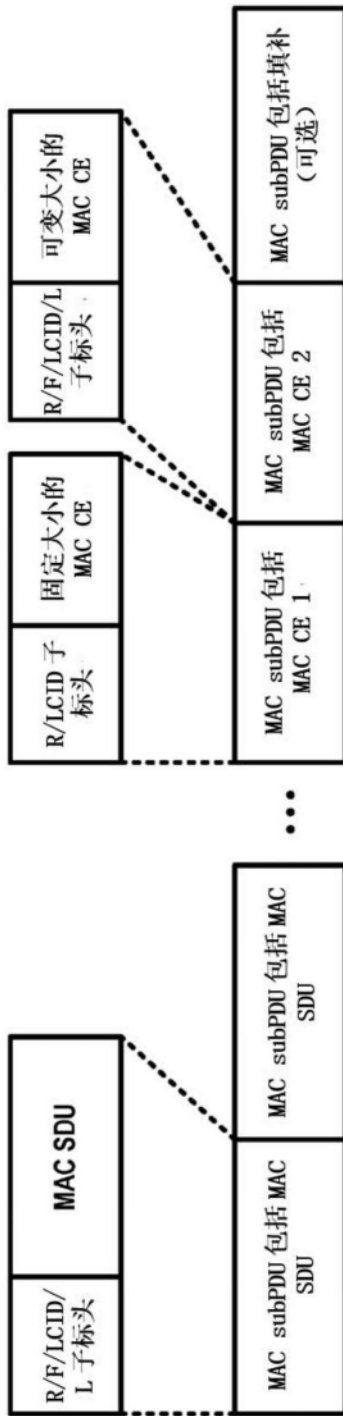 R/F/LCID/
L 子标头
MAC SDU
R/LCID 子
标头
固定大小的
MAC CE
R/F/LCID/L
子标头
可变大小的
MAC CE
MAC subPDU 包括 MAC
SDU
MAC subPDU 包括 MAC
SDU
...
MAC subPDU 包括
MAC CE 1
MAC subPDU 包括
MAC CE 2
MAC subPDU 包括填补
(可选)